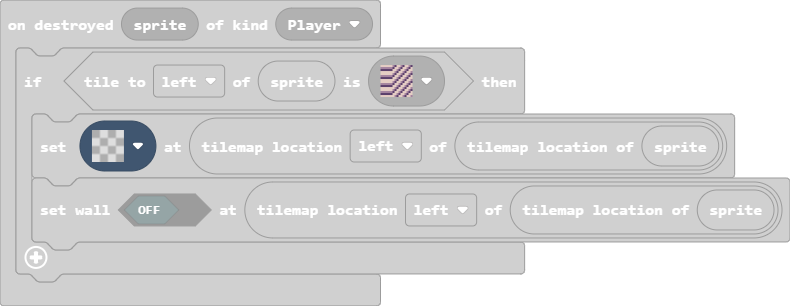 on destroyed sprite of kind Player
if tile to left of sprite is then
set at tilemap location left of tilemap location of sprite
set wall OFF at tilemap location left of tilemap location of sprite